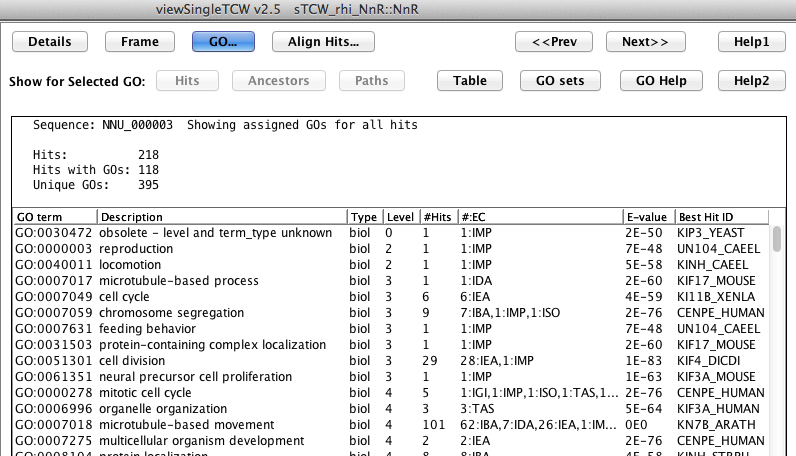 viewSingleTCW v2.5 sTCW_rhi_NnR::NnR
Details Frame GO... Align Hits... <<Prev Next>> Help1
Show for Selected GO: Hits Ancestors Paths Table GO sets GO Help Help2
Sequence: NNU_000003 Showing assigned GOs for all hits
Hits: 218
Hits with GOs: 118
Unique GOs: 395
GO term Description Type Level #Hits #:EC E-value Best Hit ID
GO:0030472 obsolete - level and term_type unknown biol 0 1 1:IMP 2E-50 KIP3_YEAST
GO:0000003 reproduction biol 2 1 1:IMP 7E-48 UN104_CAEEL
GO:0040011 locomotion biol 2 1 1:IMP 5E-58 KINH_CAEEL
GO:0007017 microtubule-based process biol 3 1 1:IDA 2E-60 KIF17_MOUSE
GO:0007049 cell cycle biol 3 6 6:IEA 4E-59 KI11B_XENLA
GO:0007059 chromosome segregation biol 3 9 7:IBA,1:IMP,1:ISO 2E-76 CENPE_HUMAN
GO:0007631 feeding behavior biol 3 1 1:IMP 7E-48 UN104_CAEEL
GO:0031503 protein-containing complex localization biol 3 1 1:IMP 2E-60 KIF17_MOUSE
GO:0051301 cell division biol 3 29 28:IEA,1:IMP 1E-83 KIF4_DICDI
GO:0061351 neural precursor cell proliferation biol 3 1 1:IMP 1E-63 KIF3A_MOUSE
GO:0000278 mitotic cell cycle biol 4 5 1:IGI,1:IMP,1:ISO,1:TAS,1... 2E-76 CENPE_HUMAN
GO:0006996 organelle organization biol 4 3 3:TAS 5E-64 KIF3A_HUMAN
GO:0007018 microtubule-based movement biol 4 101 62:IBA,7:IDA,26:IEA,1:IM... 0E0 KN7B_ARATH
GO:0007275 multicellular organism development biol 4 2 2:IEA 2E-76 CENPE_HUMAN
GO:0008104 protein localization biol 4 8 8:IBA 4E-58 KINH_STRPU